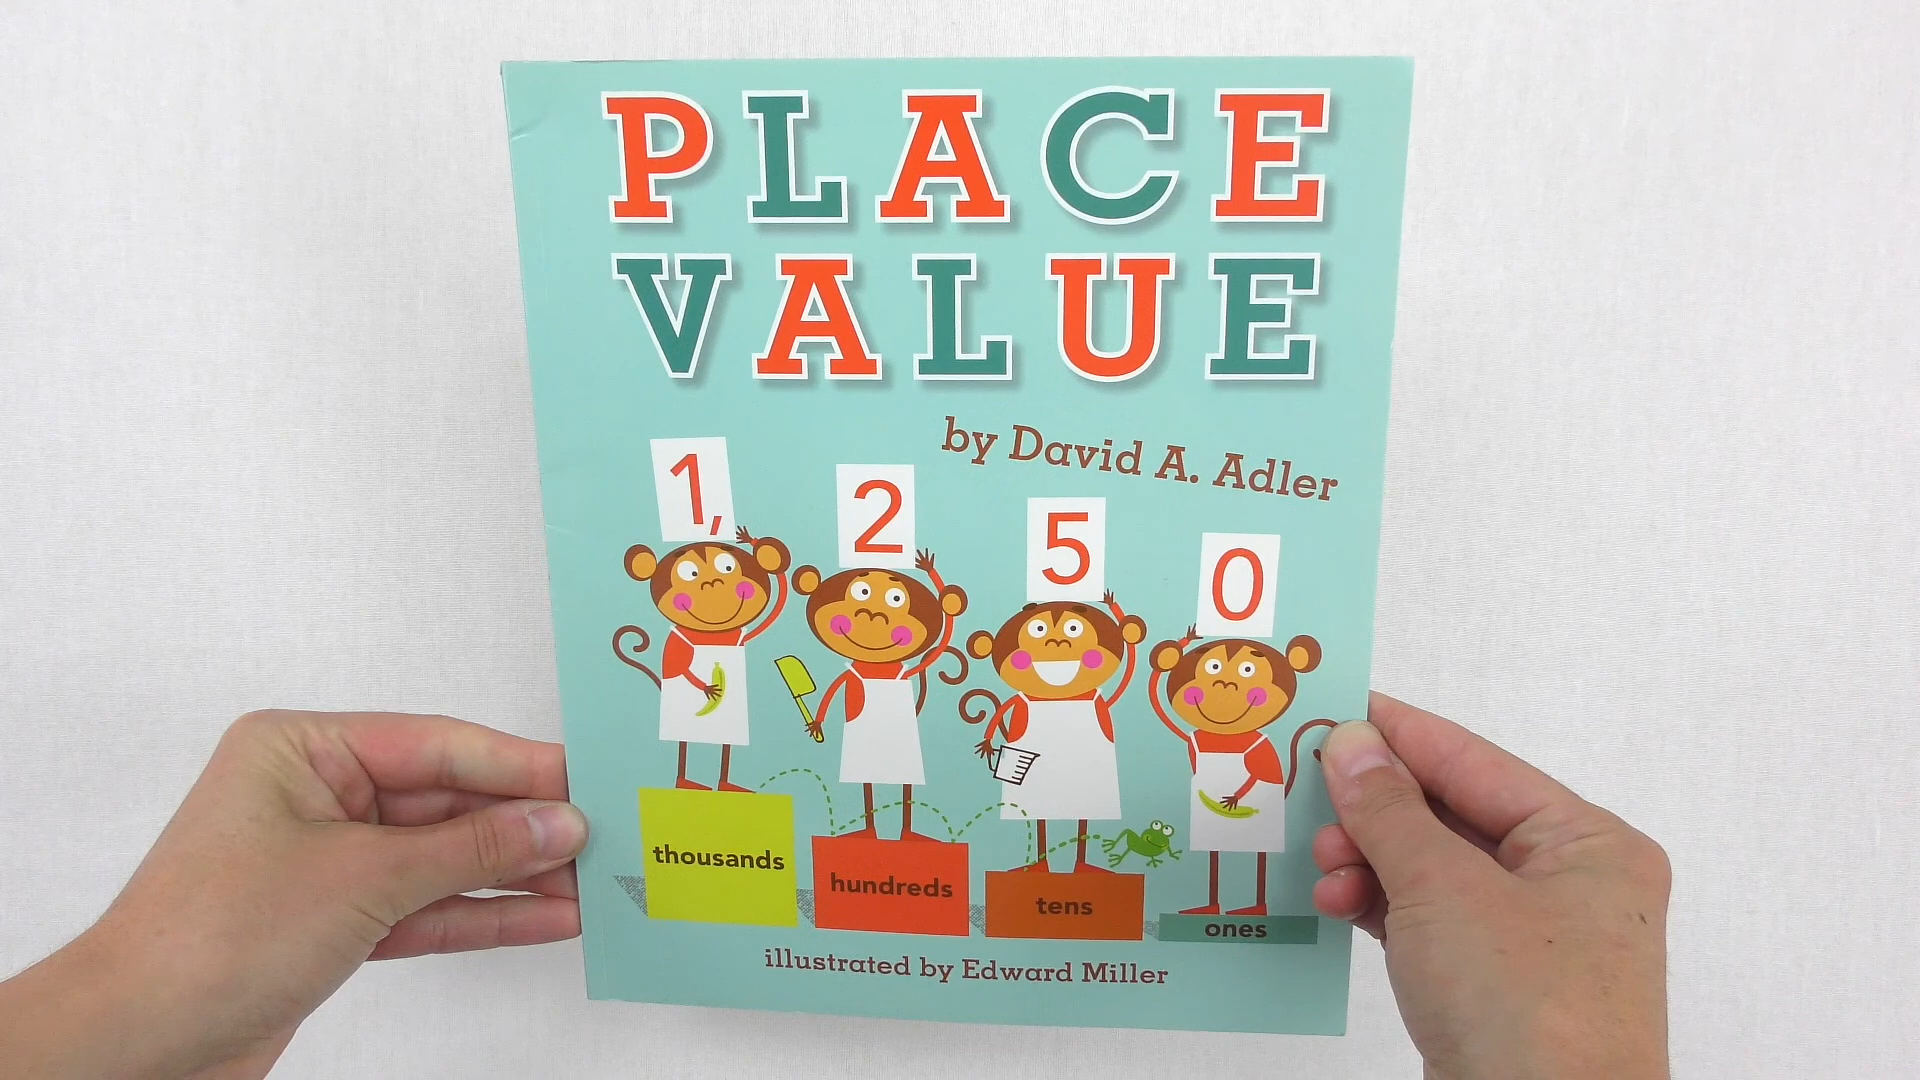 PLACE
VALUE
by David A. Adler
1, 2 5 0
thousands hundreds tens ones
illustrated by Edward Miller